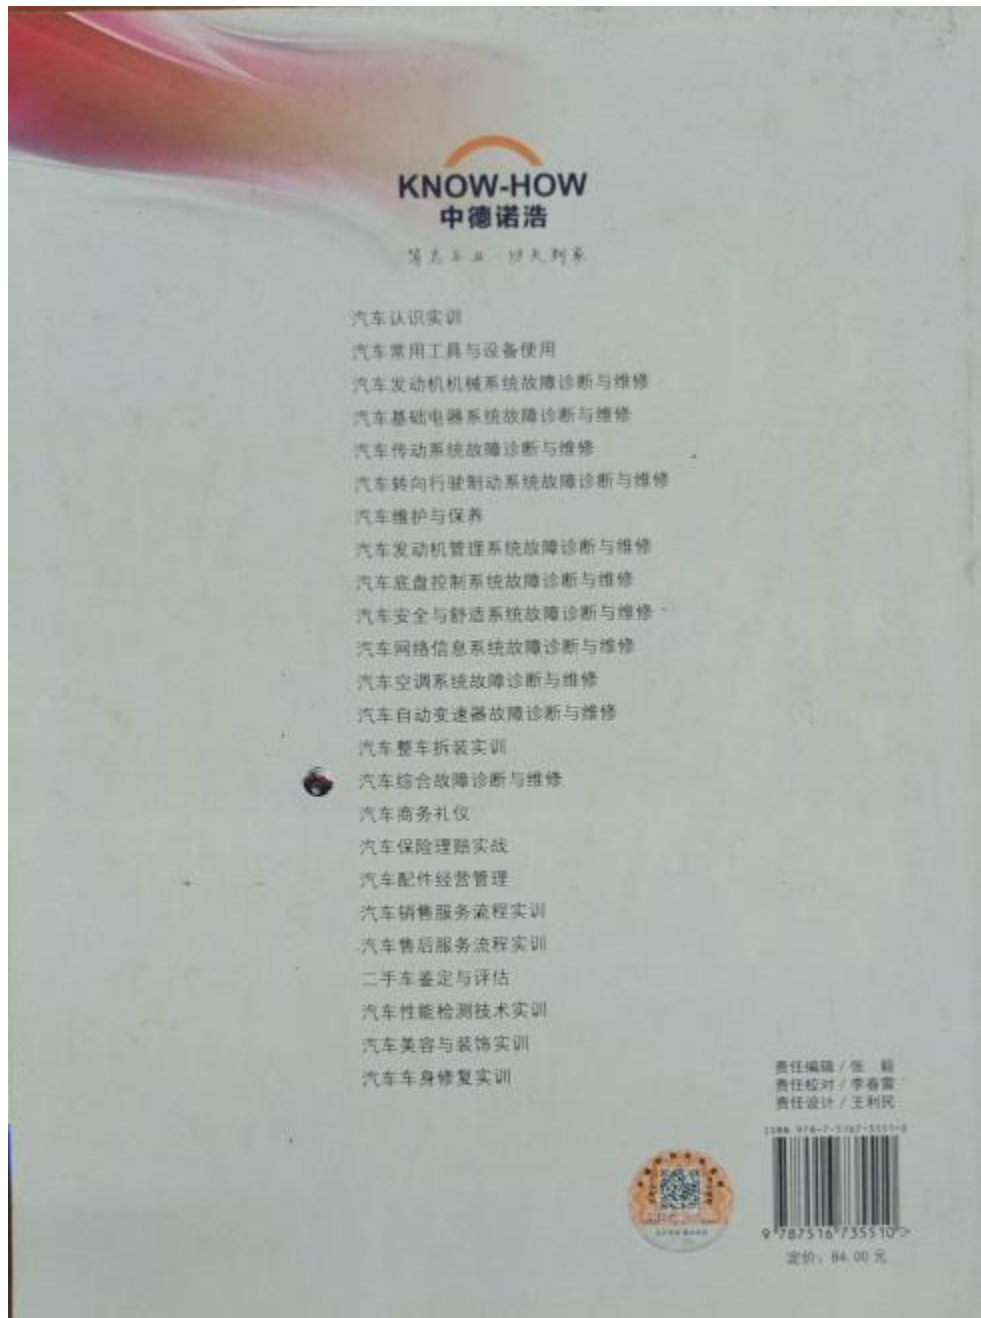 KNOW-HOW
中德诺浩
汽车认识实训
汽车常用工具与设备使用
汽车发动机机械系统故障诊断与维修
汽车基础电器系统故障诊断与维修
汽车传动系统故障诊断与维修
汽车转向行驶制动系统故障诊断与维修
汽车维护与保养
汽车发动机管理系统故障诊断与维修
汽车底盘控制系统故障诊断与维修
汽车安全与舒适系统故障诊断与维修
汽车网络信息系统故障诊断与维修
汽车空调系统故障诊断与维修
汽车自动变速器故障诊断与维修
汽车整车拆装实训
汽车综合故障诊断与维修
汽车商务礼仪
汽车保险理赔实战
汽车配件经营管理
汽车销售服务流程实训
汽车售后服务流程实训
二手车鉴定与评估
汽车性能检测技术实训
汽车美容与装饰实训
汽车车身修复实训
责任编辑/张 毅
责任校对/李春雷
责任设计/王利民
ISBN 978-7-5167-3551-0
9 787516 735510 >
定价：84.00元